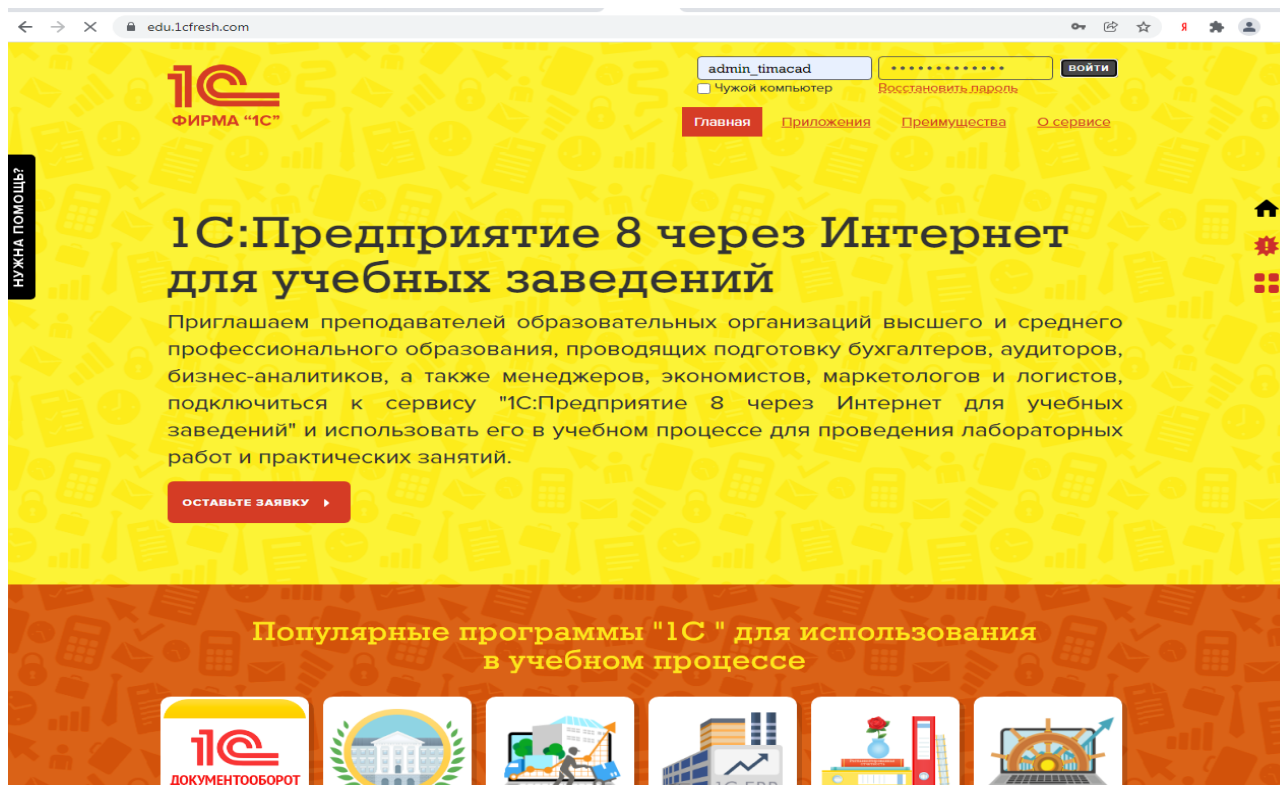 edu.1cfresh.com
Я
1С
ФИРМА "1С"
admin_timacad
•••••••••••••
ВОЙТИ
Чужой компьютер
Восстановить пароль
Главная
Приложения
Преимущества
О сервисе
НУЖНА ПОМОЩЬ?
1С:Предприятие 8 через Интернет
для учебных заведений
Приглашаем преподавателей образовательных организаций высшего и среднего
профессионального образования, проводящих подготовку бухгалтеров, аудиторов,
бизнес-аналитиков, а также менеджеров, экономистов, маркетологов и логистов,
подключиться к сервису "1С:Предприятие 8 через Интернет для учебных
заведений" и использовать его в учебном процессе для проведения лабораторных
работ и практических занятий.
ОСТАВЬТЕ ЗАЯВКУ
Популярные программы "1С " для использования
в учебном процессе
1С
ДОКУМЕНТООБОРОТ
1С:ERP